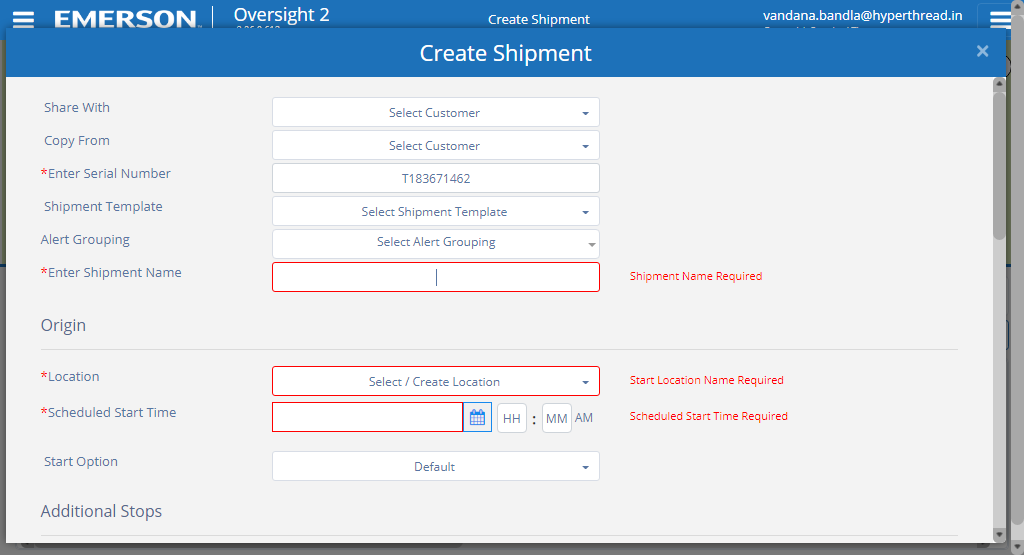 EMERSON
Oversight 2
Create Shipment
vandana.bandla@hyperthread.in
Create Shipment
×
Share With
Select Customer
Copy From
Select Customer
*Enter Serial Number
T183671462
Shipment Template
Select Shipment Template
Alert Grouping
Select Alert Grouping
*Enter Shipment Name
Shipment Name Required
Origin
*Location
Select / Create Location
Start Location Name Required
*Scheduled Start Time
HH : MM AM
Scheduled Start Time Required
Start Option
Default
Additional Stops